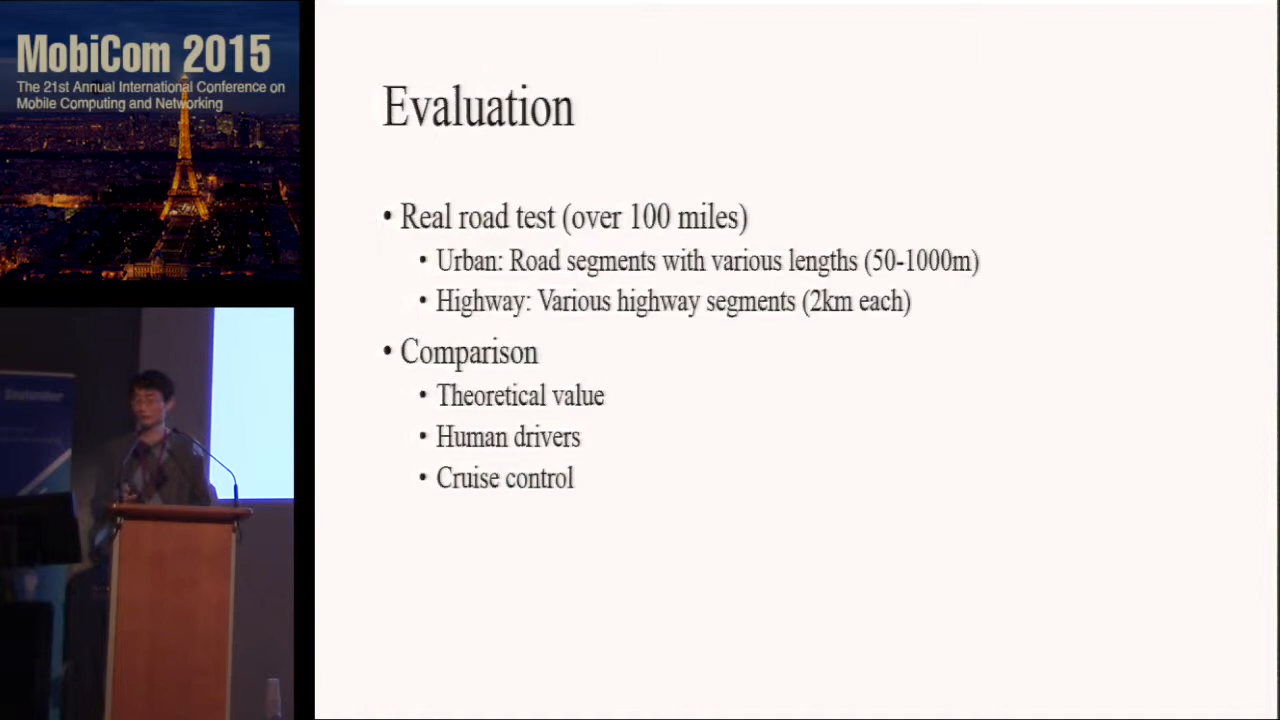 MobiCom 2015
The 21st Annual International Conference on
Mobile Computing and Networking
Evaluation
• Real road test (over 100 miles)
• Urban: Road segments with various lengths (50-1000m)
• Highway: Various highway segments (2km each)
• Comparison
• Theoretical value
• Human drivers
• Cruise control